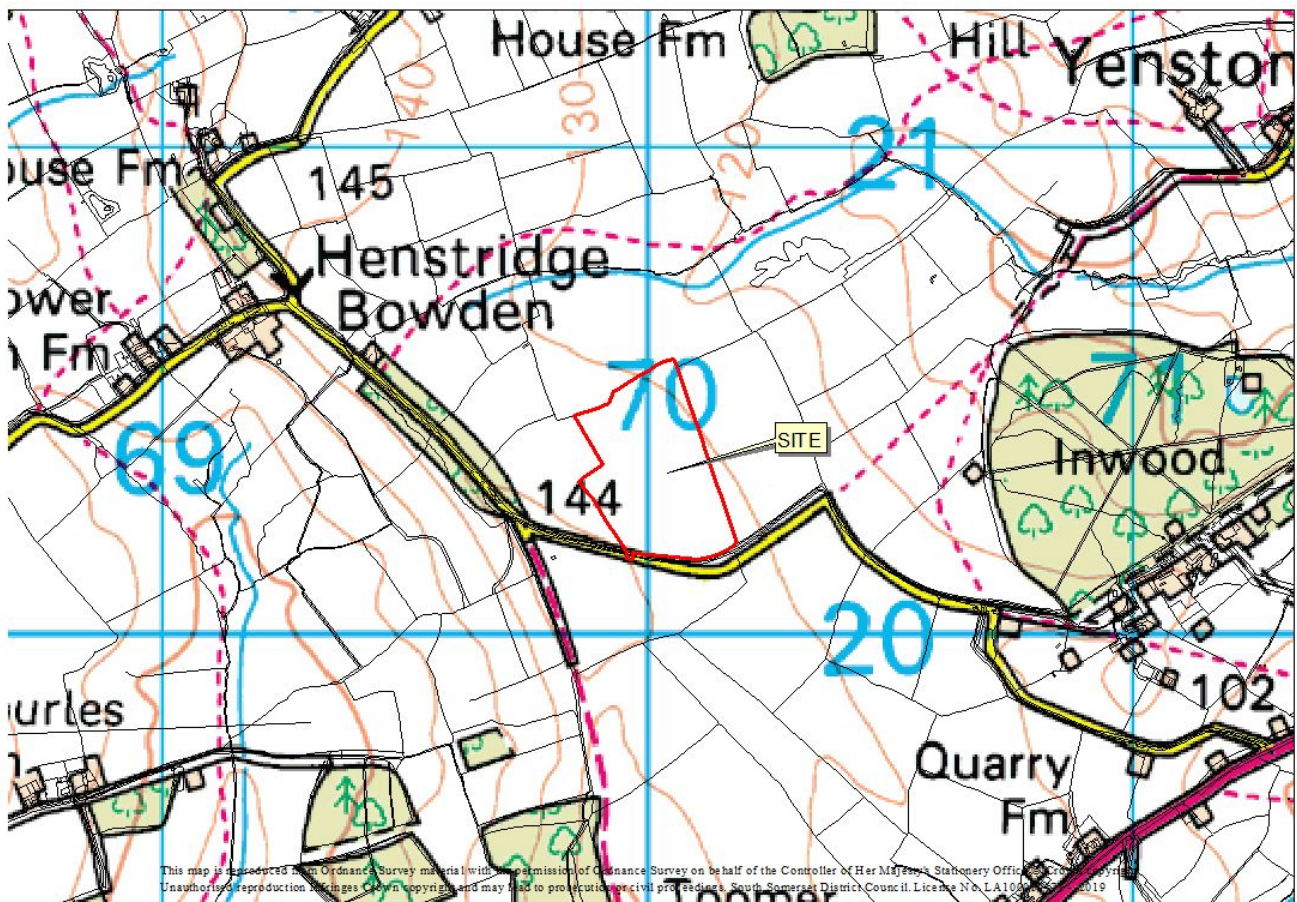 House Fm
Hill
Yenston
21
140
30
120
ouse Fm
145
Henstridge
Bowden
ower
Fm
70
71
SITE
69
Inwood
144
20
urles
102
Quarry
Fm
This map is reproduced from Ordnance Survey material with the permission of Ordnance Survey on behalf of the Controller of Her Majesty's Stationery Office © Crown
Unauthorised reproduction infringes Crown copyright and may lead to prosecution or civil proceedings. South Somerset District Council. License No. 2019
Toomer